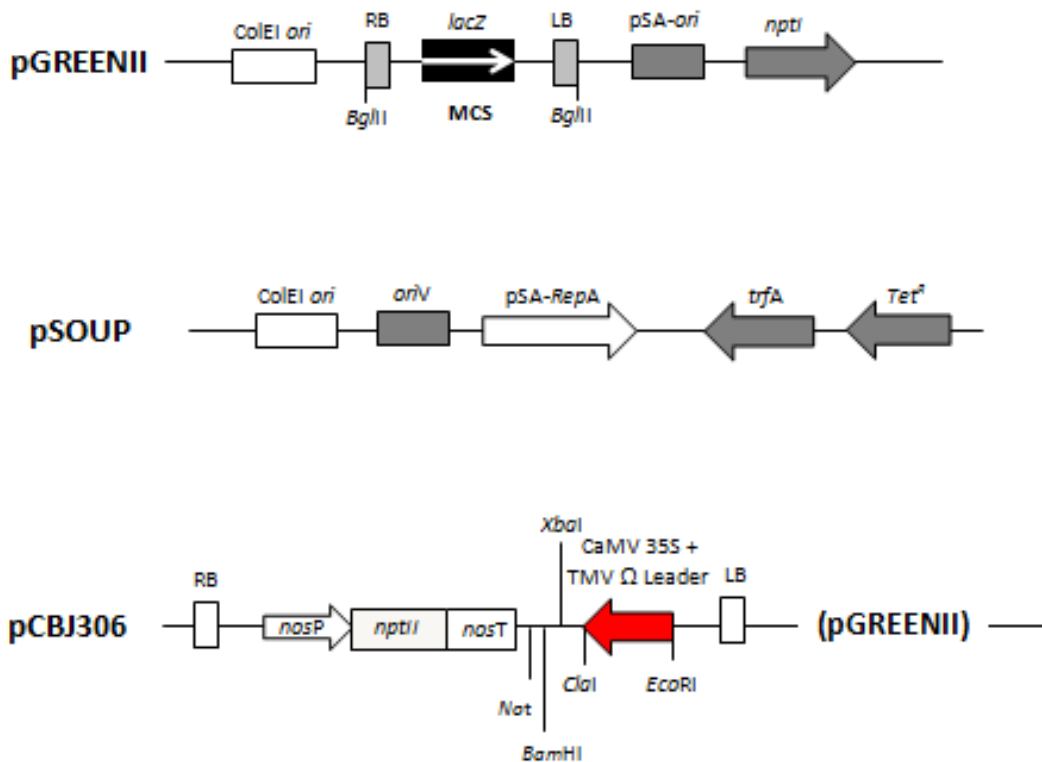 ColEI ori RB lacZ LB pSA-ori nptI
pGREENII
BglII MCS BglII
ColEI ori oriV pSA-RepA trfA Tetᴿ
pSOUP
XbaI
CaMV 35S +
RB TMV Ω Leader LB
pCBJ306 nosP nptII nosT (pGREENII)
ClaI EcoRI
Not
BamHI